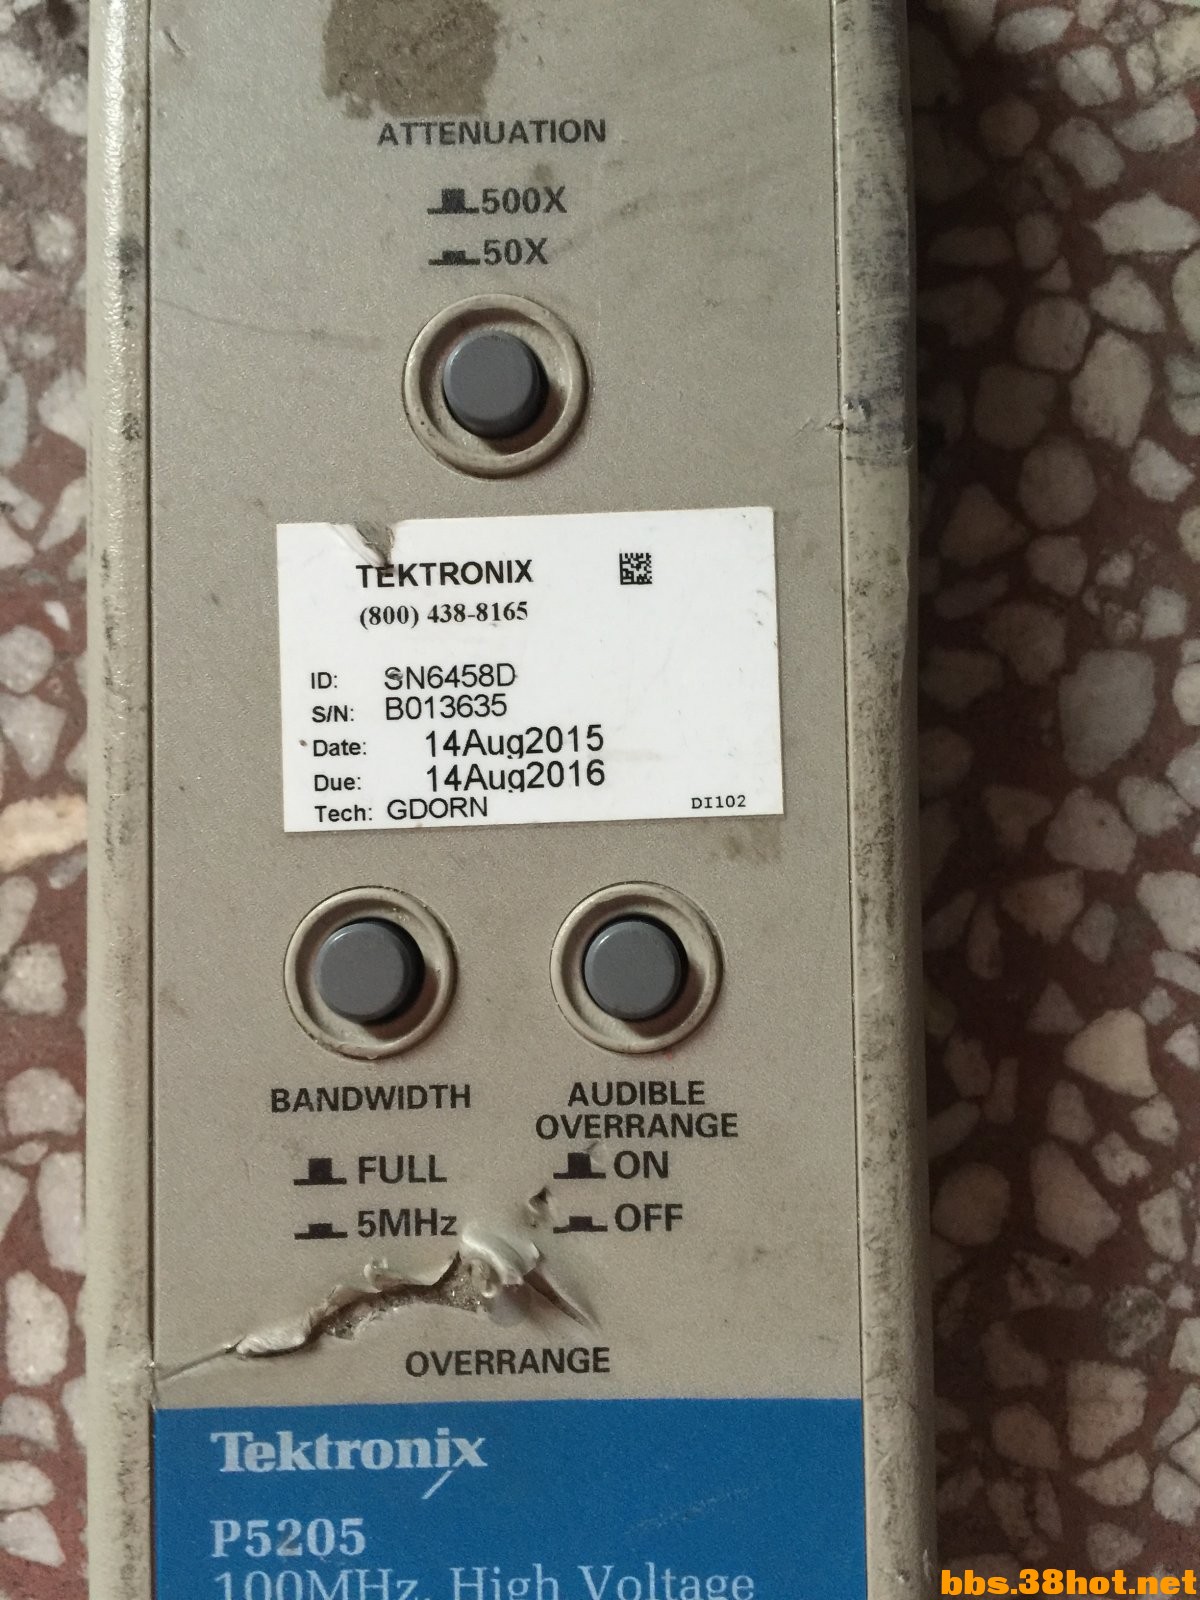 ATTENUATION
500X
50X
TEKTRONIX
(800) 438-8165
ID: SN6458D
S/N: B013635
Date: 14Aug2015
Due: 14Aug2016
Tech: GDORN DI102
BANDWIDTH
AUDIBLE
OVERRANGE
FULL
5MHz
ON
OFF
OVERRANGE
Tektronix
P5205
100MHz, High Voltage
bbs.38hot.net